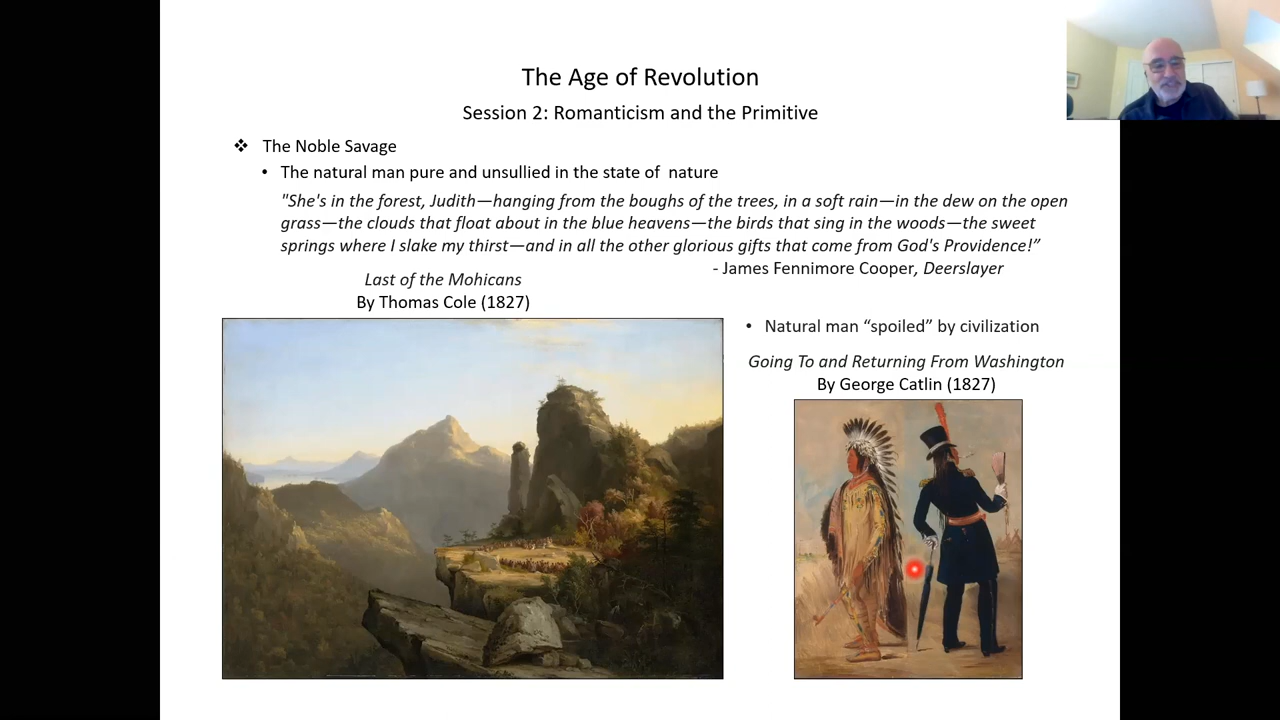 The Age of Revolution
Session 2: Romanticism and the Primitive
❖ The Noble Savage
• The natural man pure and unsullied in the state of nature
"She's in the forest, Judith—hanging from the boughs of the trees, in a soft rain—in the dew on the open
grass—the clouds that float about in the blue heavens—the birds that sing in the woods—the sweet
springs where I slake my thirst—and in all the other glorious gifts that come from God's Providence!”
- James Fennimore Cooper, Deerslayer
Last of the Mohicans
By Thomas Cole (1827)
• Natural man “spoiled” by civilization
Going To and Returning From Washington
By George Catlin (1827)